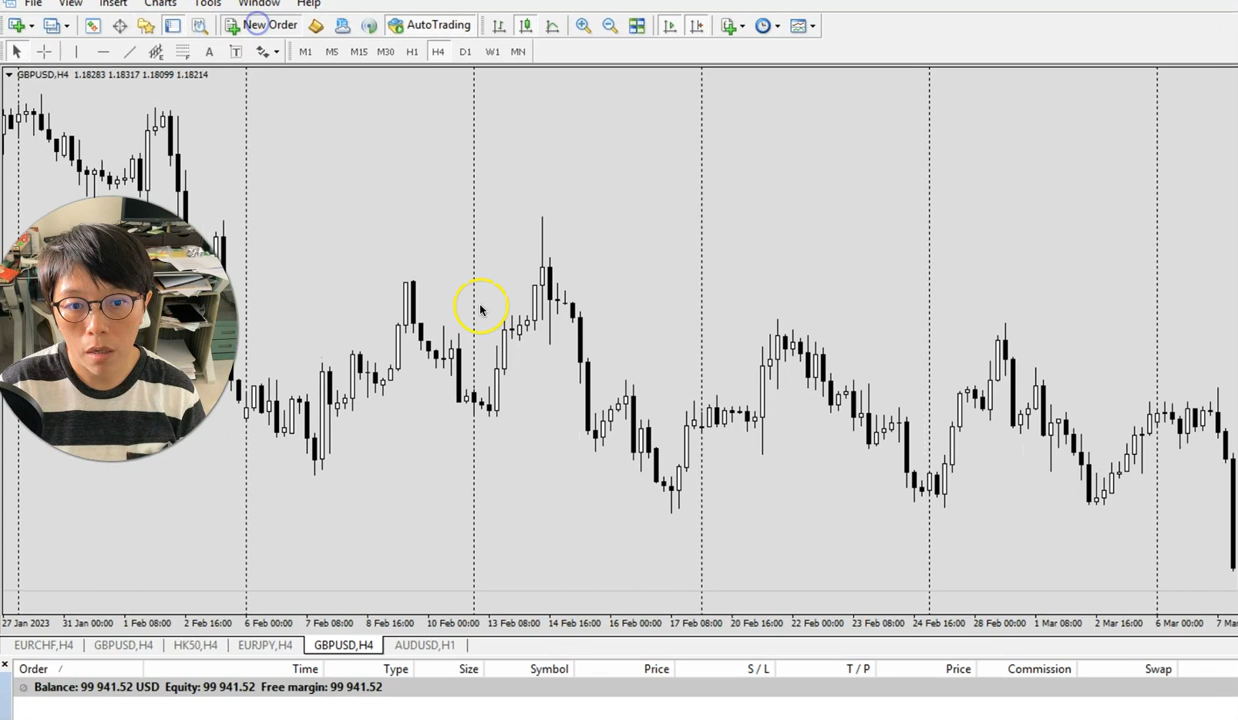 File View Insert Charts Tools Window Help
New Order AutoTrading
A T M1 M5 M15 M30 H1 H4 D1 W1 MN
GBPUSD,H4 1.18283 1.18317 1.18099 1.18214
27 Jan 2023 31 Jan 00:00 1 Feb 08:00 2 Feb 16:00 6 Feb 00:00 7 Feb 08:00 8 Feb 16:00 10 Feb 00:00 13 Feb 08:00 14 Feb 16:00 16 Feb 00:00 17 Feb 08:00 20 Feb 16:00 22 Feb 00:00 23 Feb 08:00 24 Feb 16:00 28 Feb 00:00 1 Mar 08:00 2 Mar 16:00 6 Mar 00:00 7 Mar
EURCHF,H4 GBPUSD,H4 HK50,H4 EURJPY,H4 GBPUSD,H4 AUDUSD,H1
Order / Time Type Size Symbol Price S / L T / P Price Commission Swap
Balance: 99 941.52 USD Equity: 99 941.52 Free margin: 99 941.52